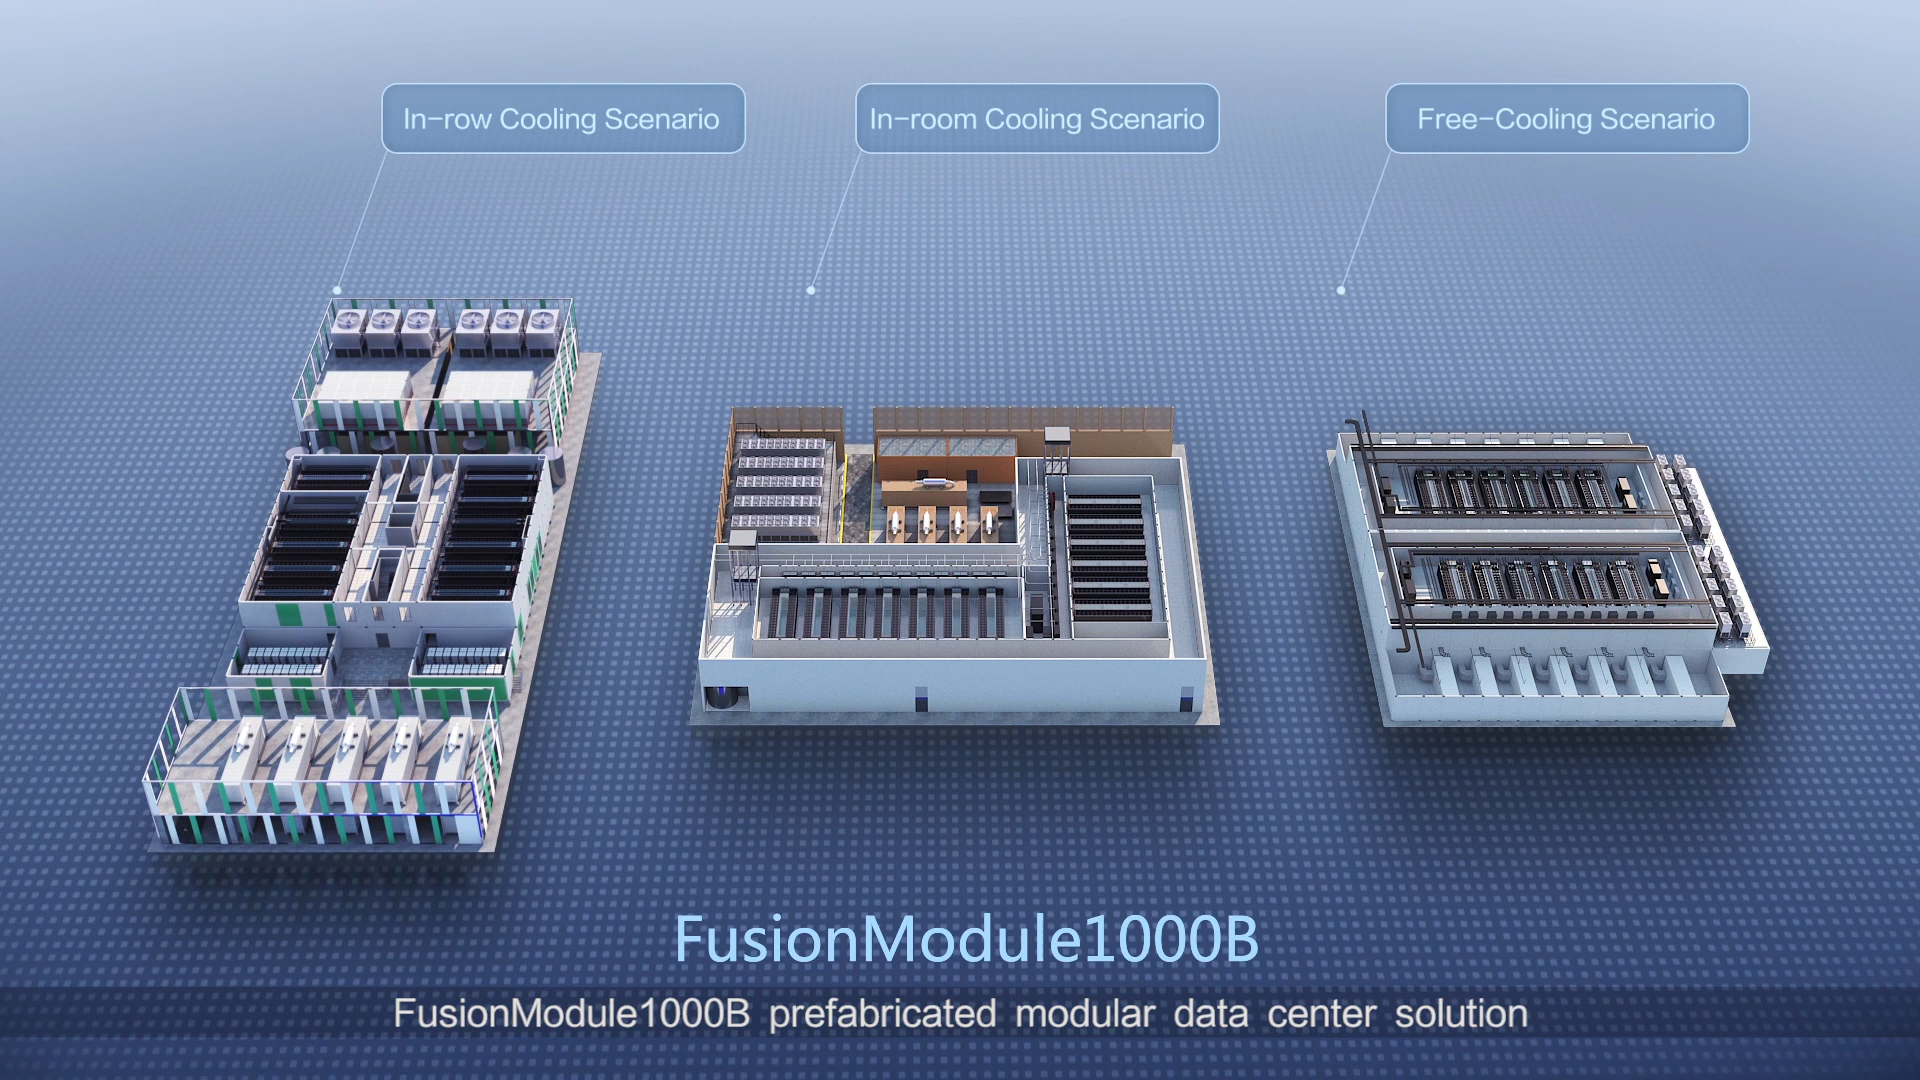 In-row Cooling Scenario
In-room Cooling Scenario
Free-Cooling Scenario
FusionModule1000B
FusionModule1000B prefabricated modular data center solution